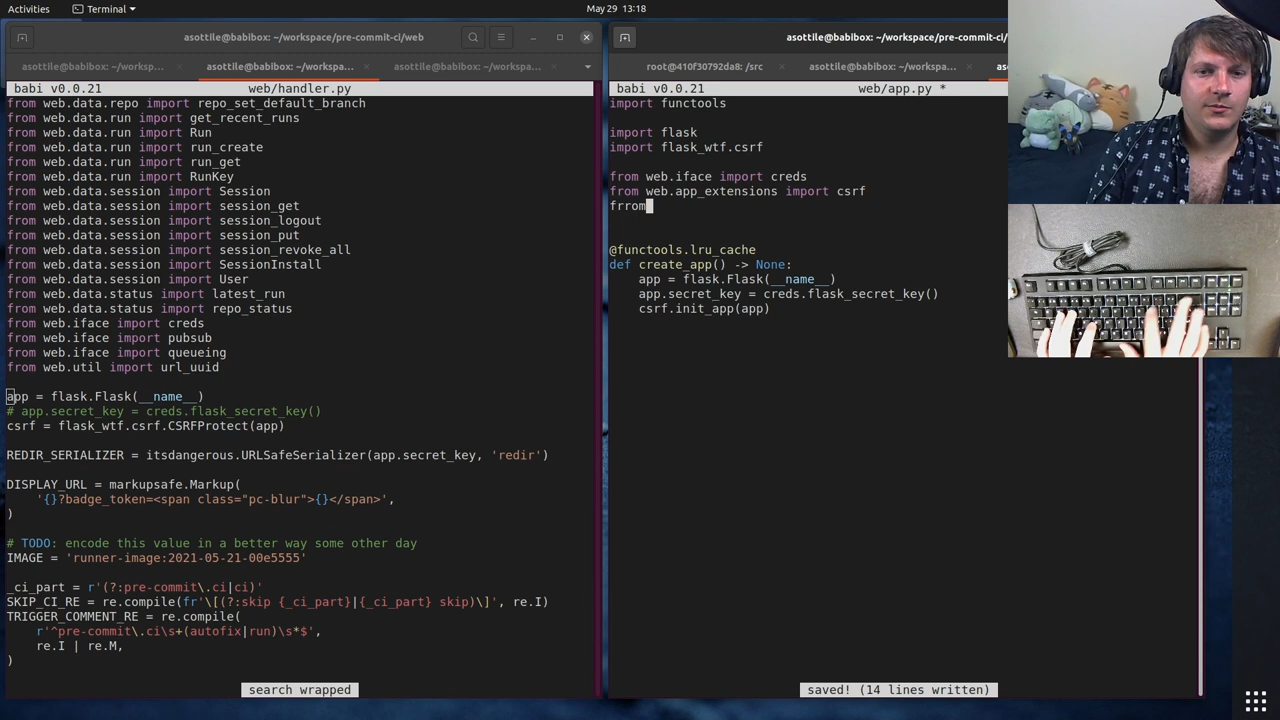 Activities
Terminal
May 29 13:18
asottile@babibox: ~/workspace/pre-commit-ci/web
asottile@babibox: ~/worksp...
asottile@babibox: ~/workspa...
asottile@babibox: ~/workspa...
babi v0.0.21 web/handler.py
from web.data.repo import repo_set_default_branch
from web.data.run import get_recent_runs
from web.data.run import Run
from web.data.run import run_create
from web.data.run import run_get
from web.data.run import RunKey
from web.data.session import Session
from web.data.session import session_get
from web.data.session import session_logout
from web.data.session import session_put
from web.data.session import session_revoke_all
from web.data.session import SessionInstall
from web.data.session import User
from web.data.status import latest_run
from web.data.status import repo_status
from web.iface import creds
from web.iface import pubsub
from web.iface import queueing
from web.util import url_uuid
app = flask.Flask(__name__)
# app.secret_key = creds.flask_secret_key()
csrf = flask_wtf.csrf.CSRFProtect(app)
REDIR_SERIALIZER = itsdangerous.URLSafeSerializer(app.secret_key, 'redir')
DISPLAY_URL = markupsafe.Markup(
'{}?badge_token=<span class="pc-blur">{}</span>',
)
# TODO: encode this value in a better way some other day
IMAGE = 'runner-image:2021-05-21-00e5555'
_ci_part = r'(?:pre-commit\.ci|ci)'
SKIP_CI_RE = re.compile(fr'\[(?:skip {_ci_part}|{_ci_part} skip)\]', re.I)
TRIGGER_COMMENT_RE = re.compile(
r'^pre-commit\.ci\s+(autofix|run)\s*$',
re.I | re.M,
)
search wrapped
asottile@babibox: ~/workspace/pre-commit-ci/
root@410f30792da8: /src
asottile@babibox: ~/workspa...
as
babi v0.0.21 web/app.py *
import functools
import flask
import flask_wtf.csrf
from web.iface import creds
from web.app_extensions import csrf
frrom
@functools.lru_cache
def create_app() -> None:
app = flask.Flask(__name__)
app.secret_key = creds.flask_secret_key()
csrf.init_app(app)
saved! (14 lines written)